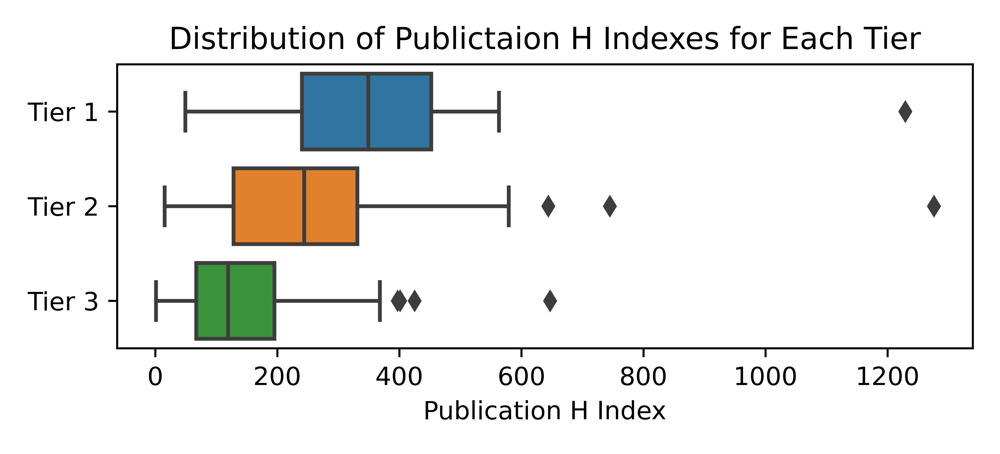 Distribution of Publictaion H Indexes for Each Tier
Tier 1
Tier 2
Tier 3
0 200 400 600 800 1000 1200
Publication H Index